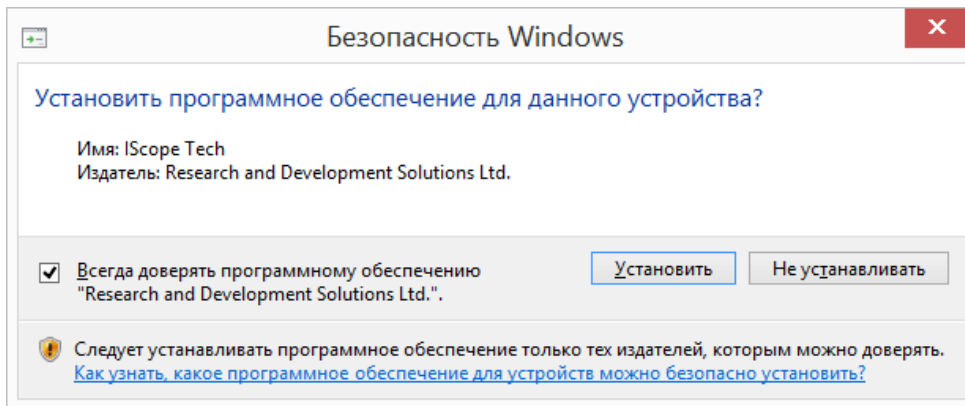 Безопасность Windows
Установить программное обеспечение для данного устройства?
Имя: IScope Tech
Издатель: Research and Development Solutions Ltd.
Всегда доверять программному обеспечению
"Research and Development Solutions Ltd.".
Установить
Не устанавливать
Следует устанавливать программное обеспечение только тех издателей, которым можно доверять.
Как узнать, какое программное обеспечение для устройств можно безопасно установить?